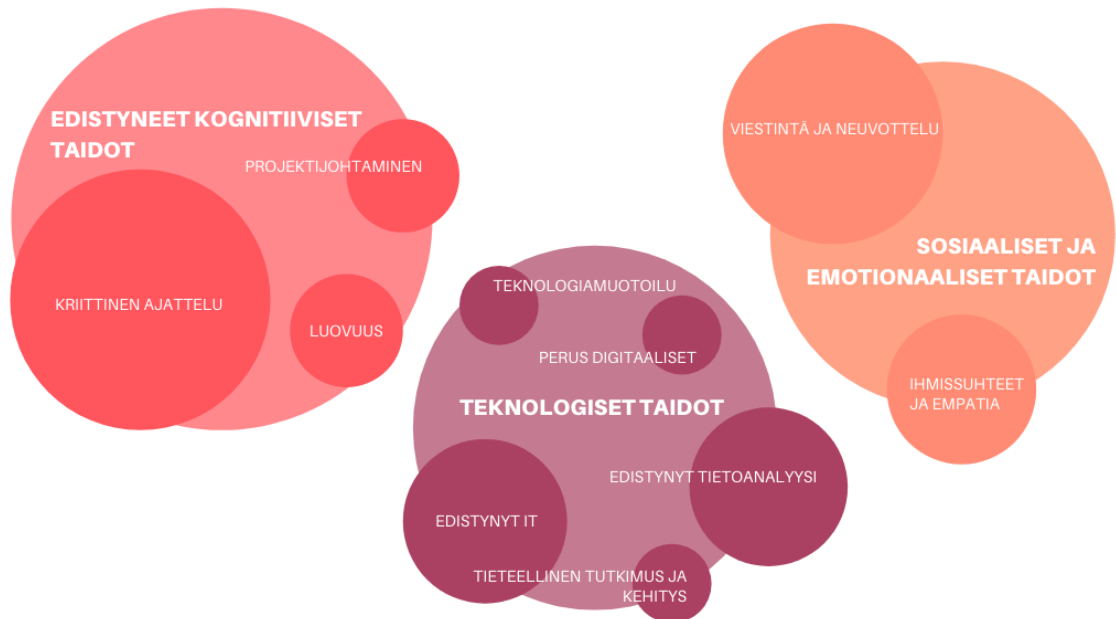 EDISTYNEET KOGNITIIVISET
TAIDOT
PROJEKTIJOHTAMINEN
KRIITTINEN AJATTELU
LUOVUUS
TEKNOLOGIAMUOTOILU
PERUS DIGITAALISET
TEKNOLOGISET TAIDOT
EDISTYNYT TIETOANALYYSI
EDISTYNYT IT
TIETEELLINEN TUTKIMUS JA
KEHITYS
VIESTINTÄ JA NEUVOTTELU
SOSIAALISET JA
EMOTIONAALISET TAIDOT
IHMISSUHTEET
JA EMPATIA